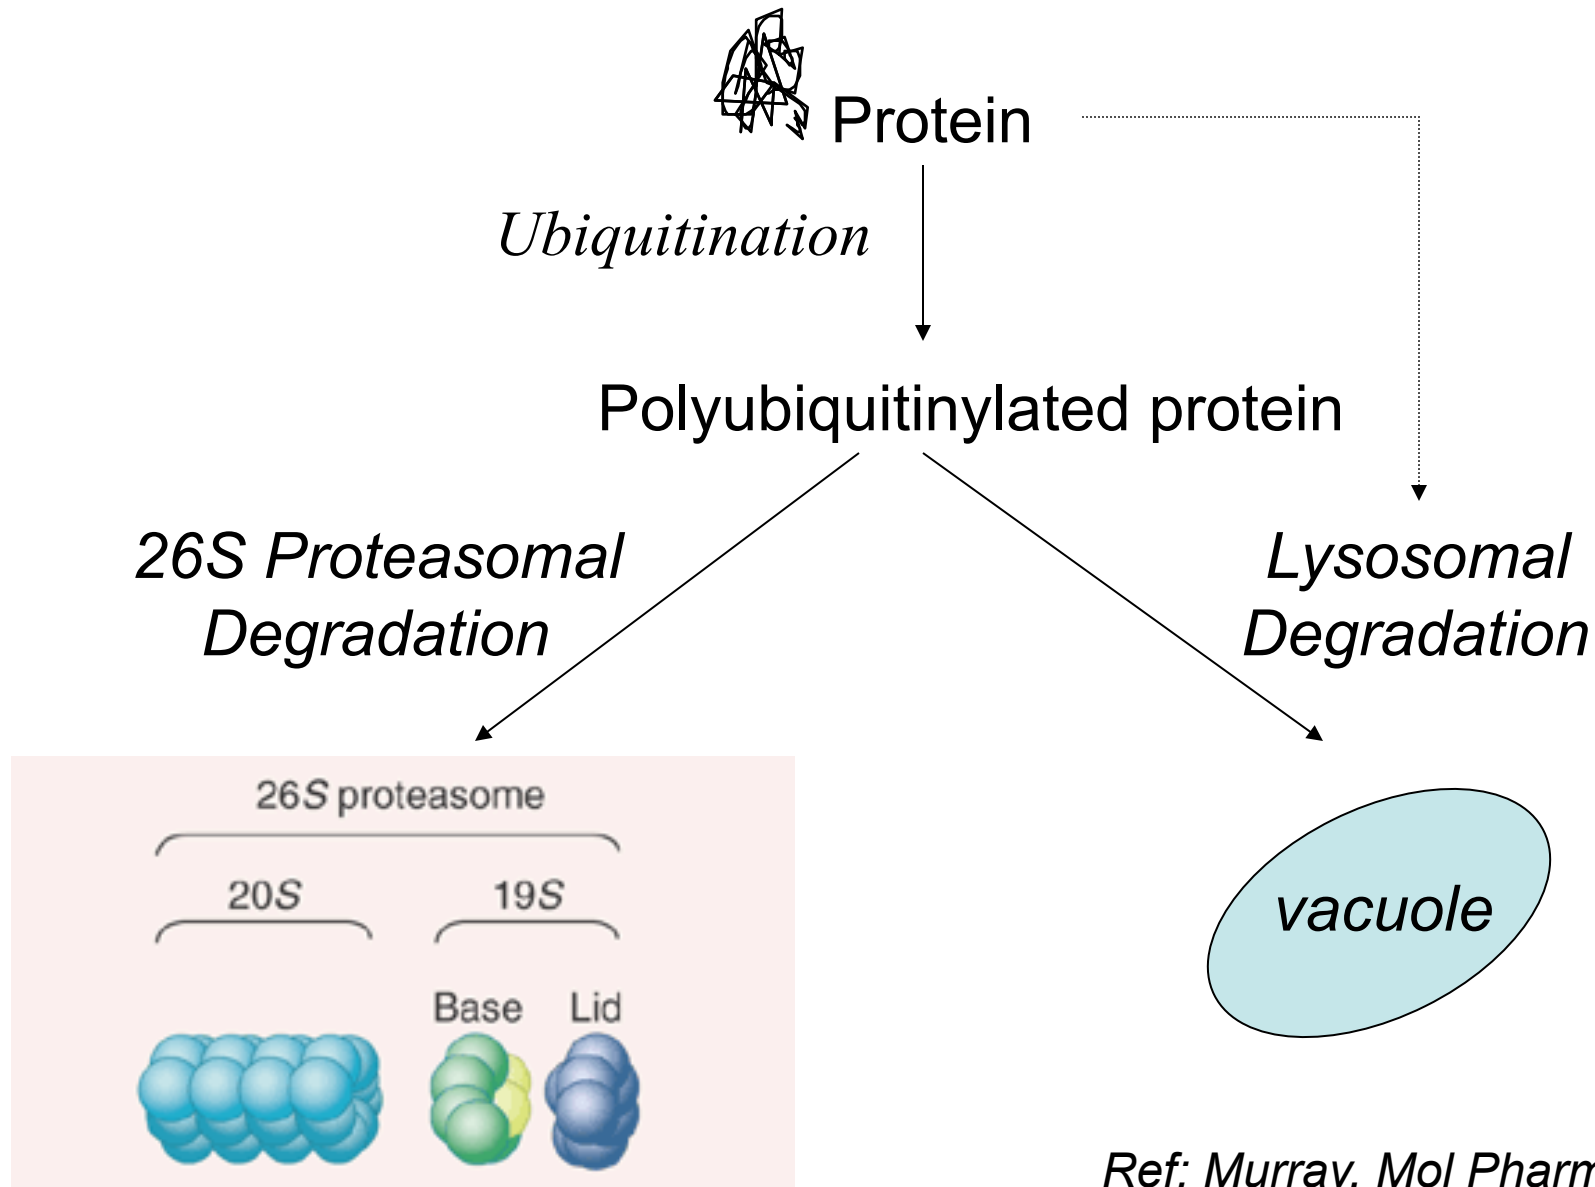 Protein
Ubiquitination
Polyubiquitinylated protein
26S Proteasomal
Degradation
Lysosomal
Degradation
26S proteasome
20S
19S
Base
Lid
vacuole
Ref: Murray, Mol Pharm